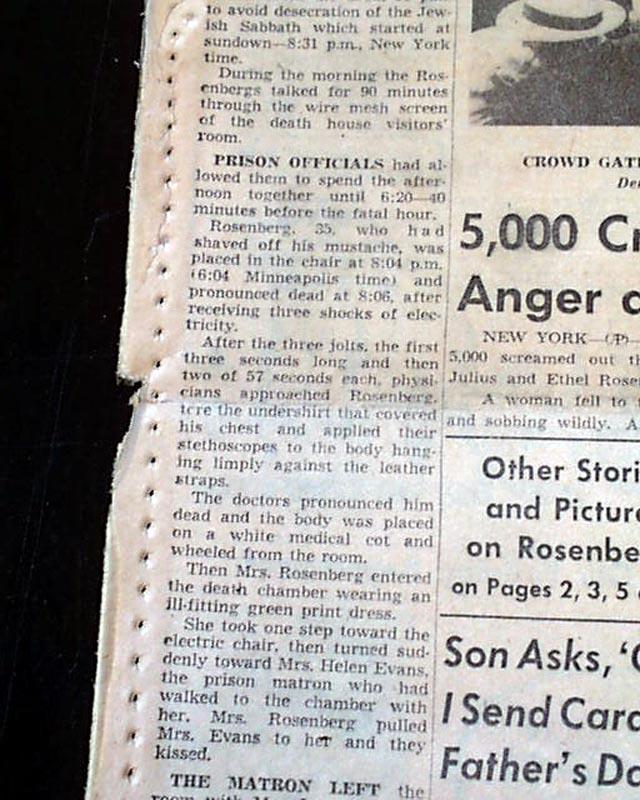 to avoid desecration of the Jew-
ish Sabbath which started at
sundown—8:31 p.m., New York
time.
During the morning the Ros-
enbergs talked for 90 minutes
through the wire mesh screen
of the death house visitors'
room.
PRISON OFFICIALS had al-
lowed them to spend the after-
noon together until 6:20—40
minutes before the fatal hour.
Rosenberg, 35, who had
shaved off his mustache, was
placed in the chair at 8:04 p.m.
(6:04 Minneapolis time) and
pronounced dead at 8:06, after
receiving three shocks of elec-
tricity.
After the three jolts, the first
three seconds long and then
two of 57 seconds each, physi-
cians approached Rosenberg,
tore the undershirt that covered
his chest and applied their
stethoscopes to the body hang-
ing limply against the leather
straps.
The doctors pronounced him
dead and the body was placed
on a white medical cot and
wheeled from the room.
Then Mrs. Rosenberg entered
the death chamber wearing an
ill-fitting green print dress.
She took one step toward the
electric chair, then turned sud-
denly toward Mrs. Helen Evans,
the prison matron who had
walked to the chamber with
her. Mrs. Rosenberg pulled
Mrs. Evans to her and they
kissed.
THE MATRON LEFT the
CROWD GAT
De
5,000 Cr
Anger a
NEW YORK—(AP)—
5,000 screamed out th
Julius and Ethel Rose
A woman fell to t
and sobbing wildly. A
Other Stori
and Picture
on Rosenbe
on Pages 2, 3, 5
Son Asks, 'C
I Send Card
Father's Da